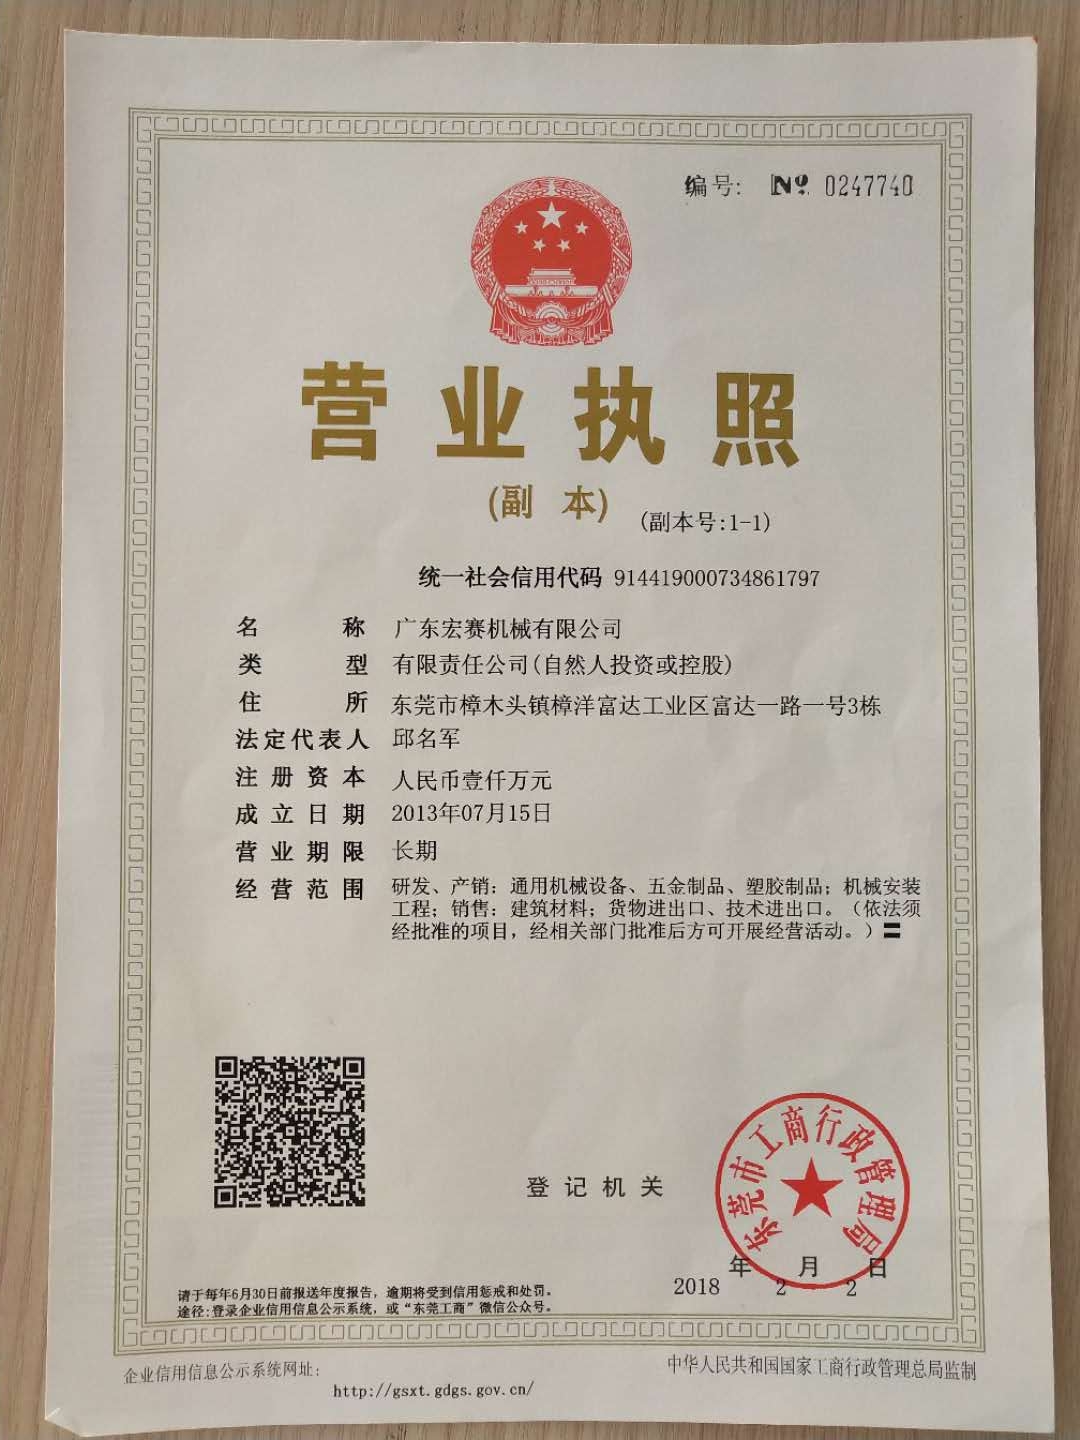 编号: № 0247740
营业执照
(副 本) (副本号:1-1)
统一社会信用代码 914419000734861797
名称 广东宏赛机械有限公司
类型 有限责任公司(自然人投资或控股)
住所 东莞市樟木头镇樟洋富达工业区富达一路一号3栋
法定代表人 邱名军
注册资本 人民币壹仟万元
成立日期 2013年07月15日
营业期限 长期
经营范围 研发、产销：通用机械设备、五金制品、塑胶制品；机械安装
工程；销售：建筑材料；货物进出口、技术进出口。（依法须
经批准的项目，经相关部门批准后方可开展经营活动。）〓
登记机关
东莞市工商行政管理局
2018年2月2日
请于每年6月30日前报送年度报告，逾期将受到信用惩戒和处罚。
途径:登录企业信用信息公示系统，或“东莞工商”微信公众号。
企业信用信息公示系统网址:
http://gsxt.gdgs.gov.cn/
中华人民共和国国家工商行政管理总局监制